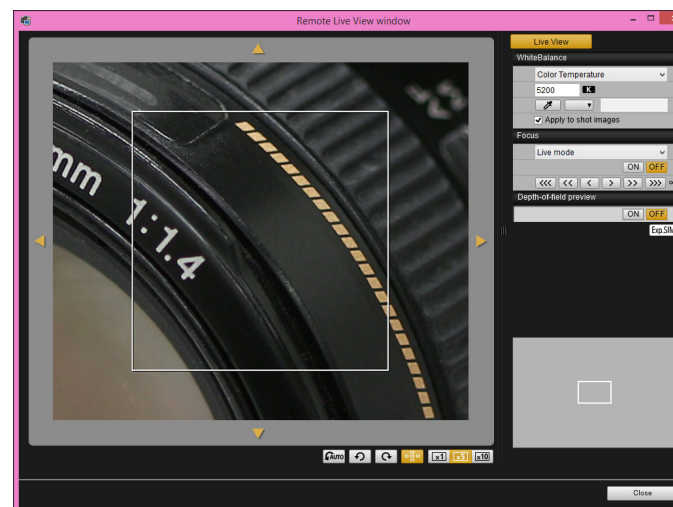 Remote Live View window
Live View
WhiteBalance
Color Temperature
5200 K
Apply to shot images
Focus
Live mode
ON OFF
<<< << < > >> >>>
Depth-of-field preview
ON OFF
Exp.SIM
mm 1:1.4
AF
AUTO x1 x5 x10
Close